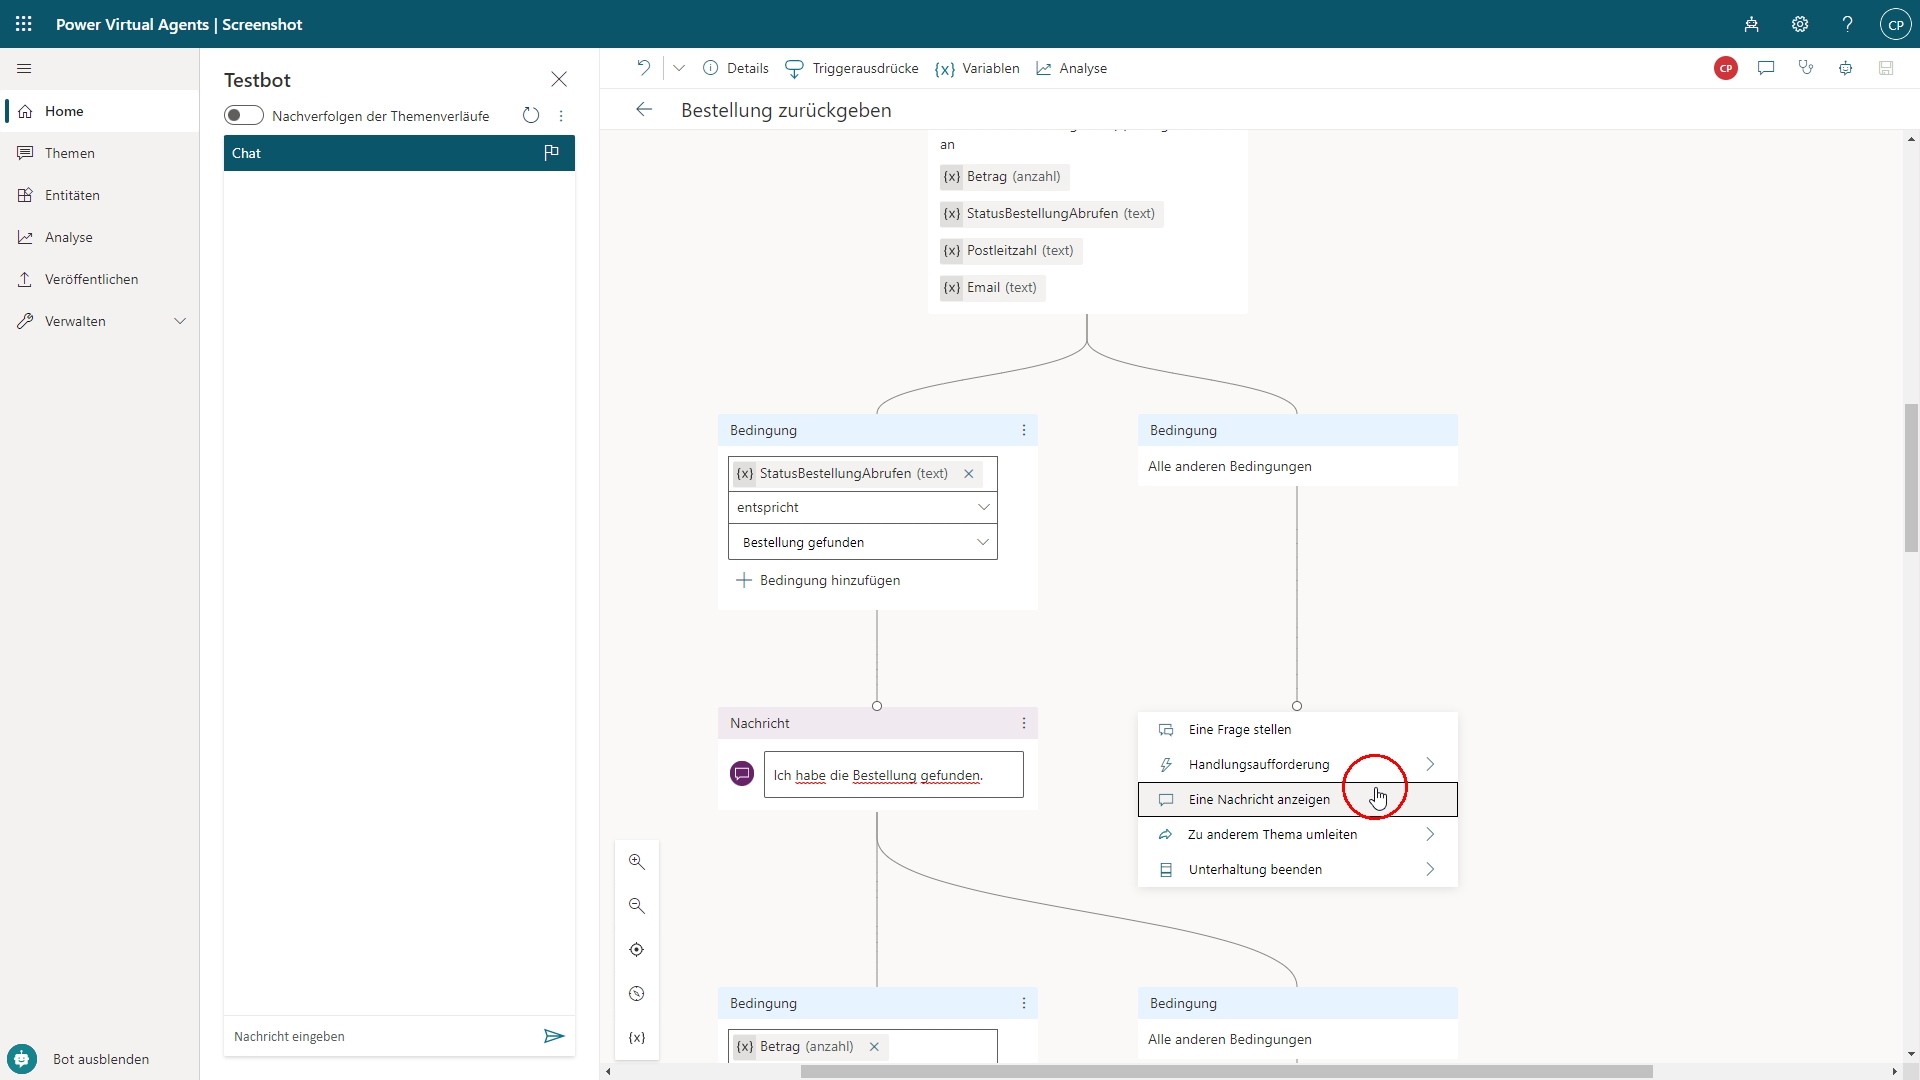 Power Virtual Agents | Screenshot
CP
Home
Themen
Entitäten
Analyse
Veröffentlichen
Verwalten
Bot ausblenden
Testbot
Nachverfolgen der Themenverläufe
Chat
Nachricht eingeben
Details
Triggerausdrücke
{x} Variablen
Analyse
CP
Bestellung zurückgeben
an
{x} Betrag (anzahl)
{x} StatusBestellungAbrufen (text)
{x} Postleitzahl (text)
{x} Email (text)
Bedingung
{x} StatusBestellungAbrufen (text)
entspricht
Bestellung gefunden
Bedingung hinzufügen
Bedingung
Alle anderen Bedingungen
Nachricht
Ich habe die Bestellung gefunden.
Eine Frage stellen
Handlungsaufforderung
Eine Nachricht anzeigen
Zu anderem Thema umleiten
Unterhaltung beenden
{x}
Bedingung
{x} Betrag (anzahl)
Bedingung
Alle anderen Bedingungen